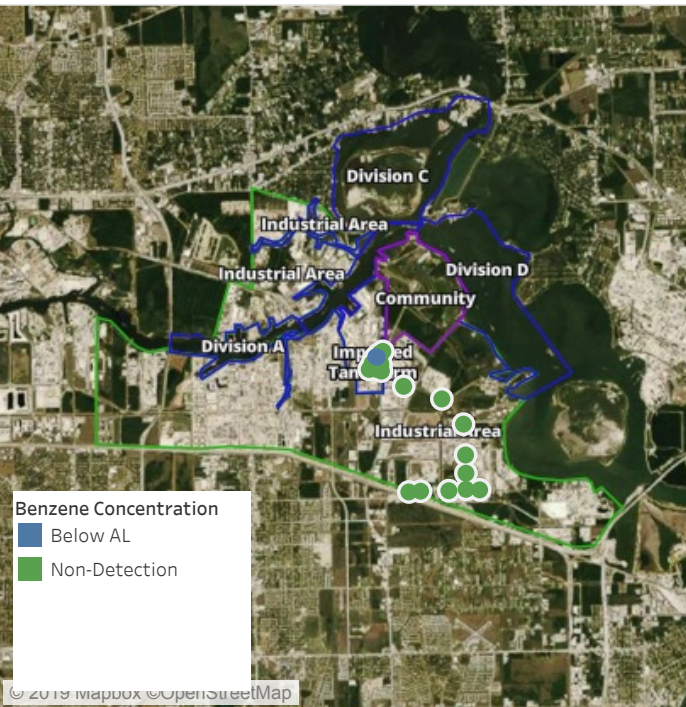 Division C
Industrial Area
Industrial Area
Division D
Community
Division A
Industrial Area
Benzene Concentration
Below AL
Non-Detection
© 2019 Mapbox ©OpenStreetMap